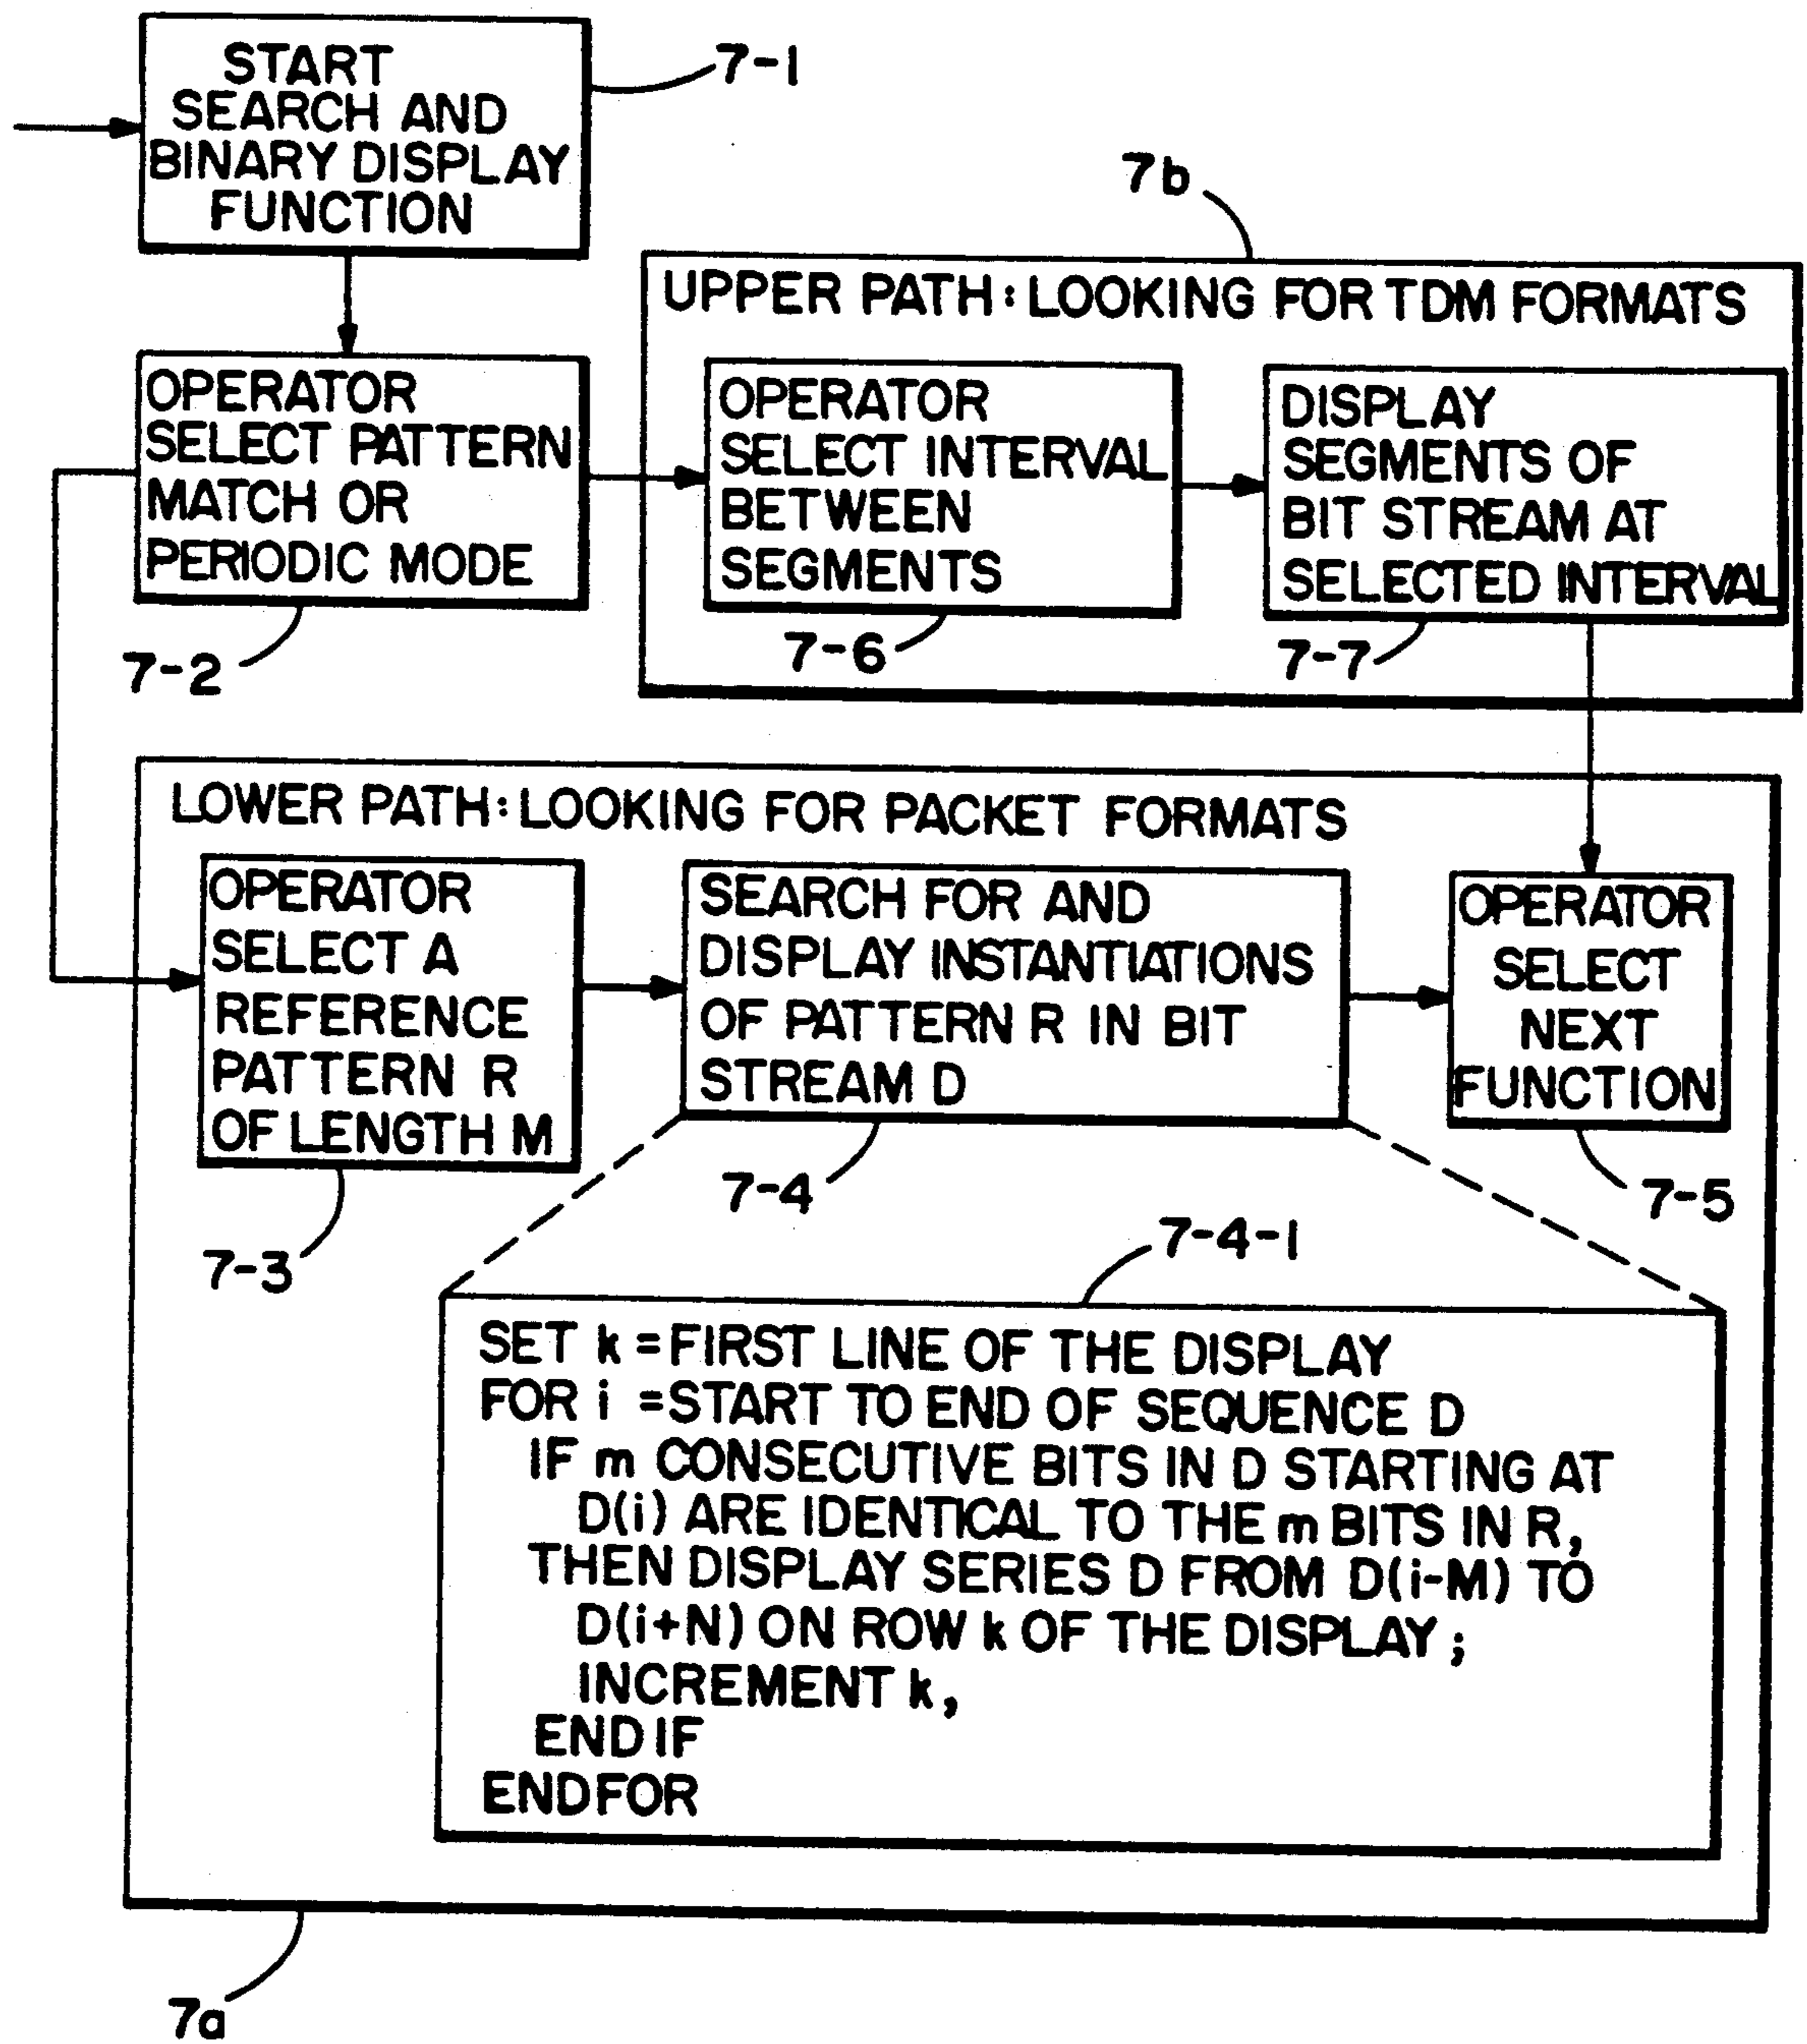 START
SEARCH AND
BINARY DISPLAY
FUNCTION
7-1
OPERATOR
SELECT PATTERN
MATCH OR
PERIODIC MODE
7-2
7b
UPPER PATH: LOOKING FOR TDM FORMATS
OPERATOR
SELECT INTERVAL
BETWEEN
SEGMENTS
7-6
DISPLAY
SEGMENTS OF
BIT STREAM AT
SELECTED INTERVAL
7-7
LOWER PATH: LOOKING FOR PACKET FORMATS
OPERATOR
SELECT A
REFERENCE
PATTERN R
OF LENGTH M
7-3
SEARCH FOR AND
DISPLAY INSTANTIATIONS
OF PATTERN R IN BIT
STREAM D
7-4
OPERATOR
SELECT
NEXT
FUNCTION
7-5
7-4-1
SET k = FIRST LINE OF THE DISPLAY
FOR i = START TO END OF SEQUENCE D
IF m CONSECUTIVE BITS IN D STARTING AT
D(i) ARE IDENTICAL TO THE m BITS IN R,
THEN DISPLAY SERIES D FROM D(i-M) TO
D(i+N) ON ROW k OF THE DISPLAY;
INCREMENT k,
END IF
ENDFOR
7a